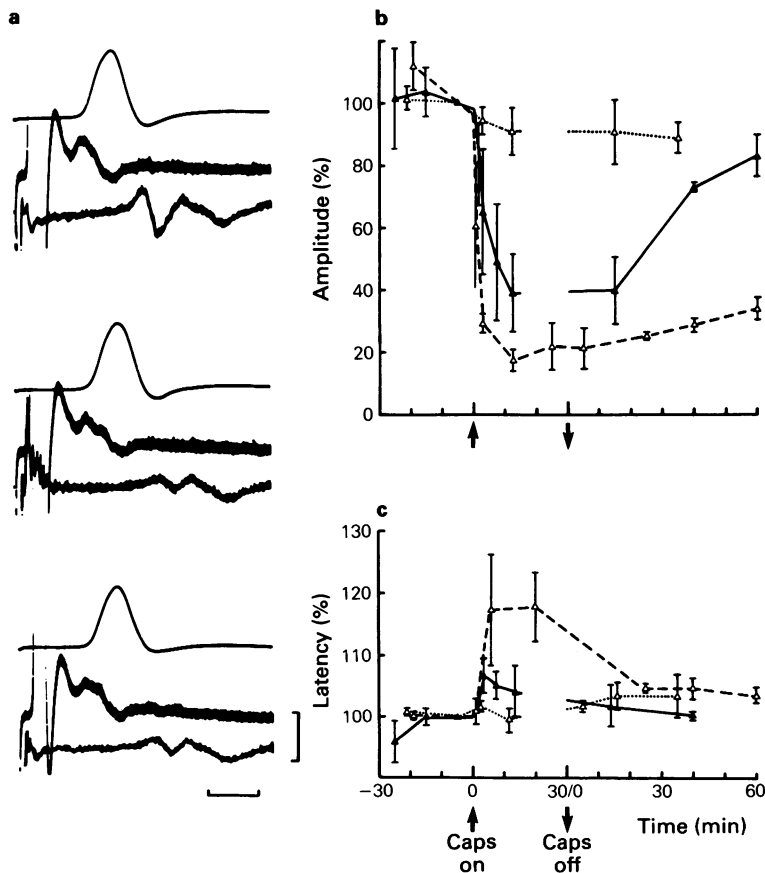 a
b
Amplitude (%)
100
80
60
40
20
0
c
Latency (%)
130
120
110
100
−30
0
30/0
30
60
Time (min)
Caps
on
Caps
off